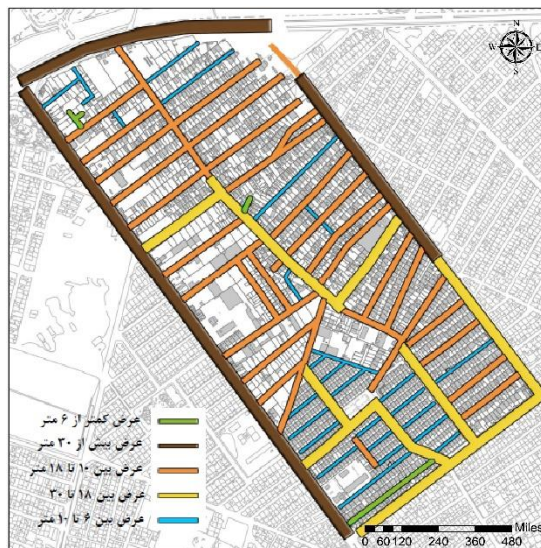 N
W E
S
عرض کمتر از ۶ متر
عرض بیش از ۳۰ متر
عرض بین ۱۰ تا ۱۸ متر
عرض بین ۱۸ تا ۳۰
عرض بین ۶ تا ۱۰ متر
Miles
0 60 120 240 360 480